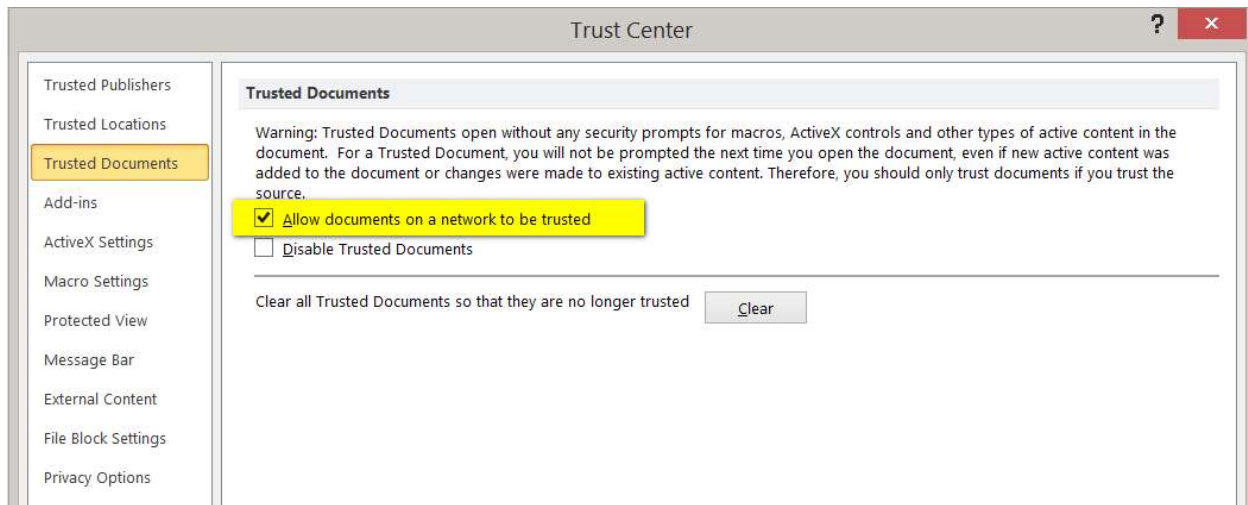 Trust Center
?
×
Trusted Publishers
Trusted Locations
Trusted Documents
Add-ins
ActiveX Settings
Macro Settings
Protected View
Message Bar
External Content
File Block Settings
Privacy Options
Trusted Documents
Warning: Trusted Documents open without any security prompts for macros, ActiveX controls and other types of active content in the
document.  For a Trusted Document, you will not be prompted the next time you open the document, even if new active content was
added to the document or changes were made to existing active content. Therefore, you should only trust documents if you trust the
source.
Allow documents on a network to be trusted
Disable Trusted Documents
Clear all Trusted Documents so that they are no longer trusted
Clear